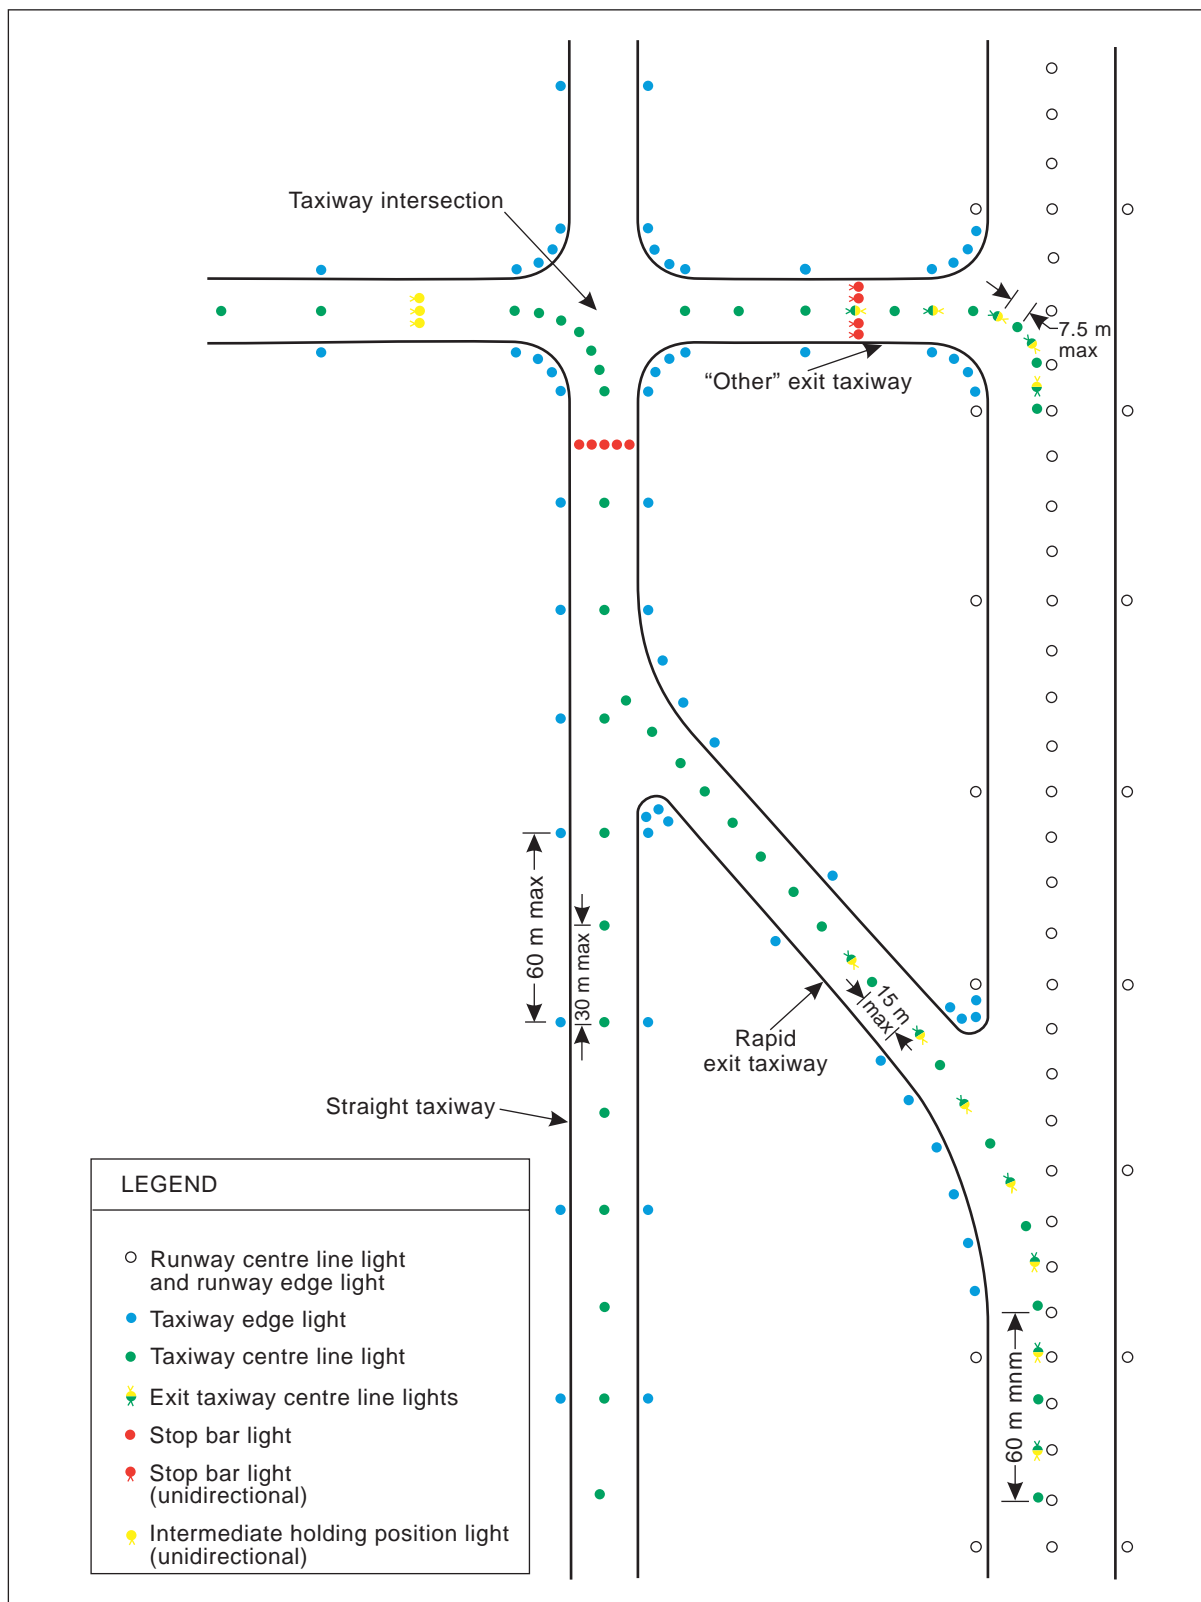 Taxiway intersection
7.5 m
max
“Other” exit taxiway
60 m max
30 m max
15 m
max
Rapid
exit taxiway
Straight taxiway
60 m mnm
LEGEND
Runway centre line light
and runway edge light
Taxiway edge light
Taxiway centre line light
Exit taxiway centre line lights
Stop bar light
Stop bar light
(unidirectional)
Intermediate holding position light
(unidirectional)